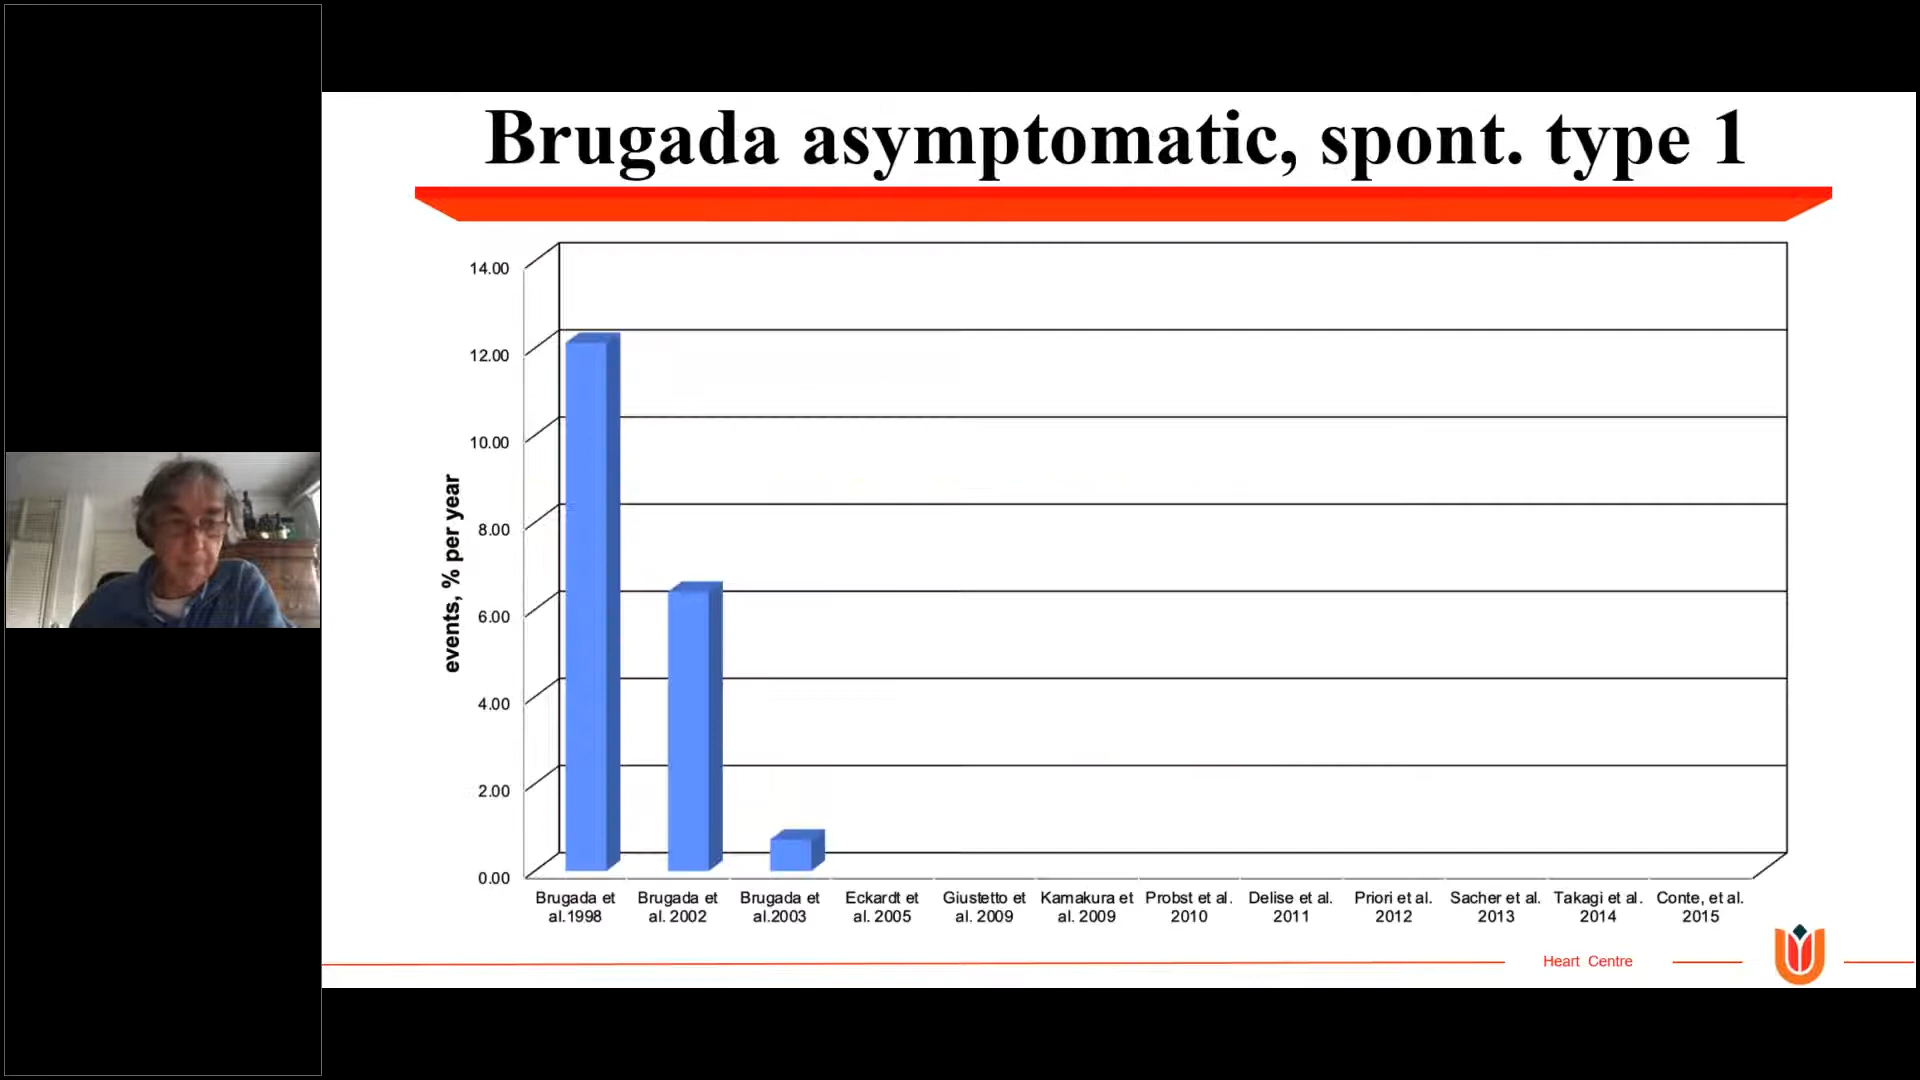 Brugada asymptomatic, spont. type 1
14.00
12.00
10.00
8.00
6.00
4.00
2.00
0.00
events, % per year
Brugada et
al.1998
Brugada et
al. 2002
Brugada et
al.2003
Eckardt et
al. 2005
Giustetto et
al. 2009
Kamakura et
al. 2009
Probst et al.
2010
Delise et al.
2011
Priori et al.
2012
Sacher et al.
2013
Takagi et al.
2014
Conte, et al.
2015
Heart Centre